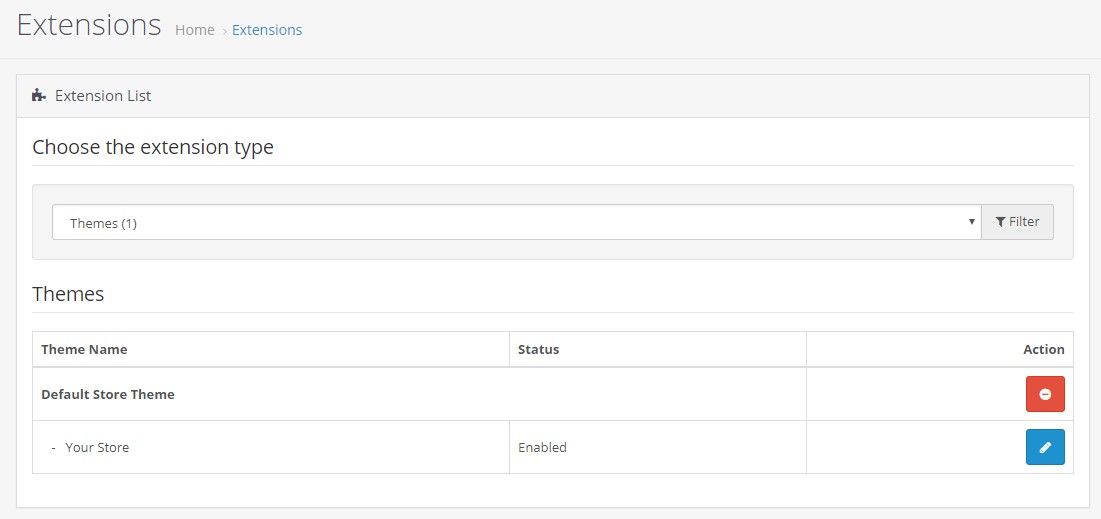 Extensions Home › Extensions
Extension List
Choose the extension type
Themes (1) Filter
Themes
Theme Name Status Action
Default Store Theme
- Your Store Enabled